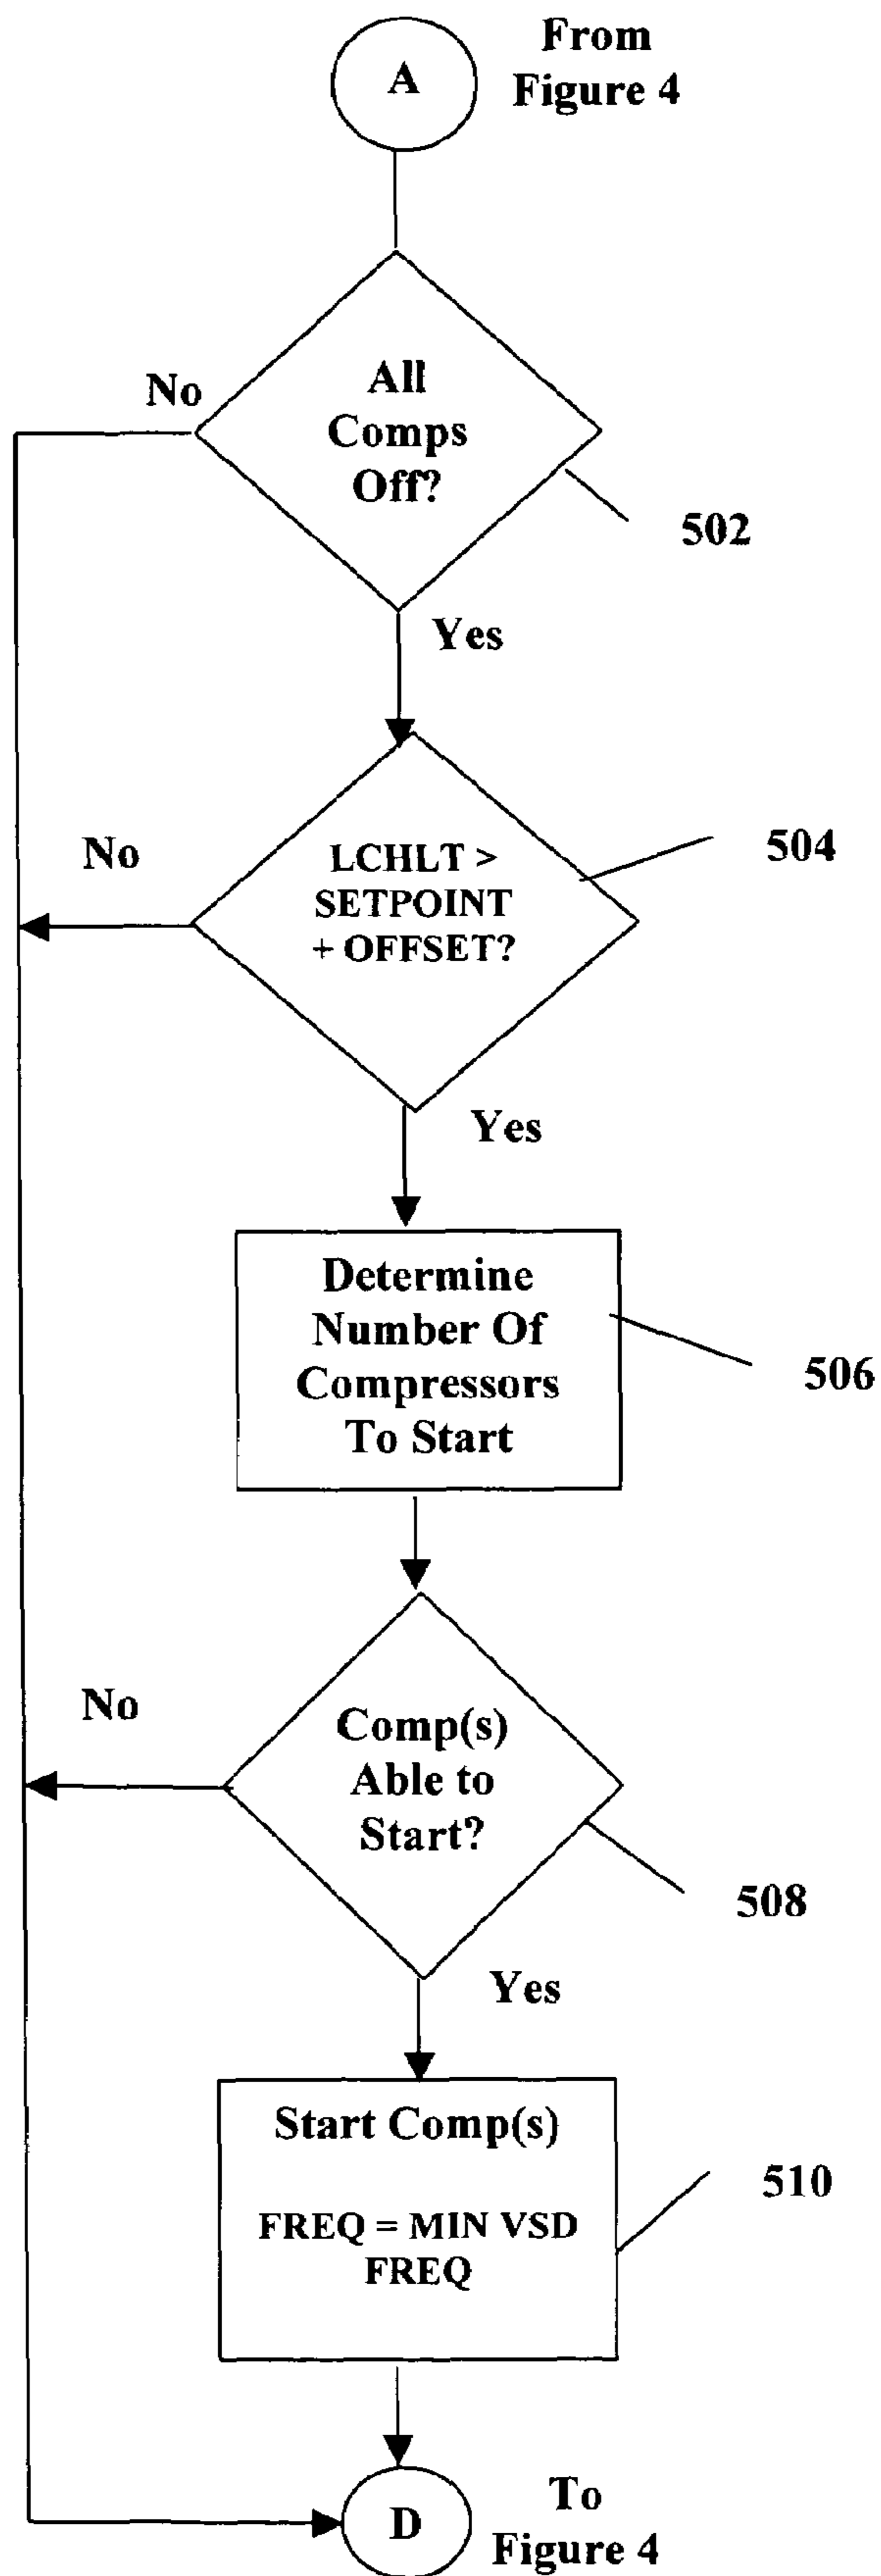 From
Figure 4
A
All
Comps
Off?
No
502
Yes
LCHLT >
SETPOINT
+ OFFSET?
No
504
Yes
Determine
Number Of
Compressors
To Start
506
Comp(s)
Able to
Start?
No
508
Yes
Start Comp(s)
FREQ = MIN VSD
FREQ
510
D
To
Figure 4